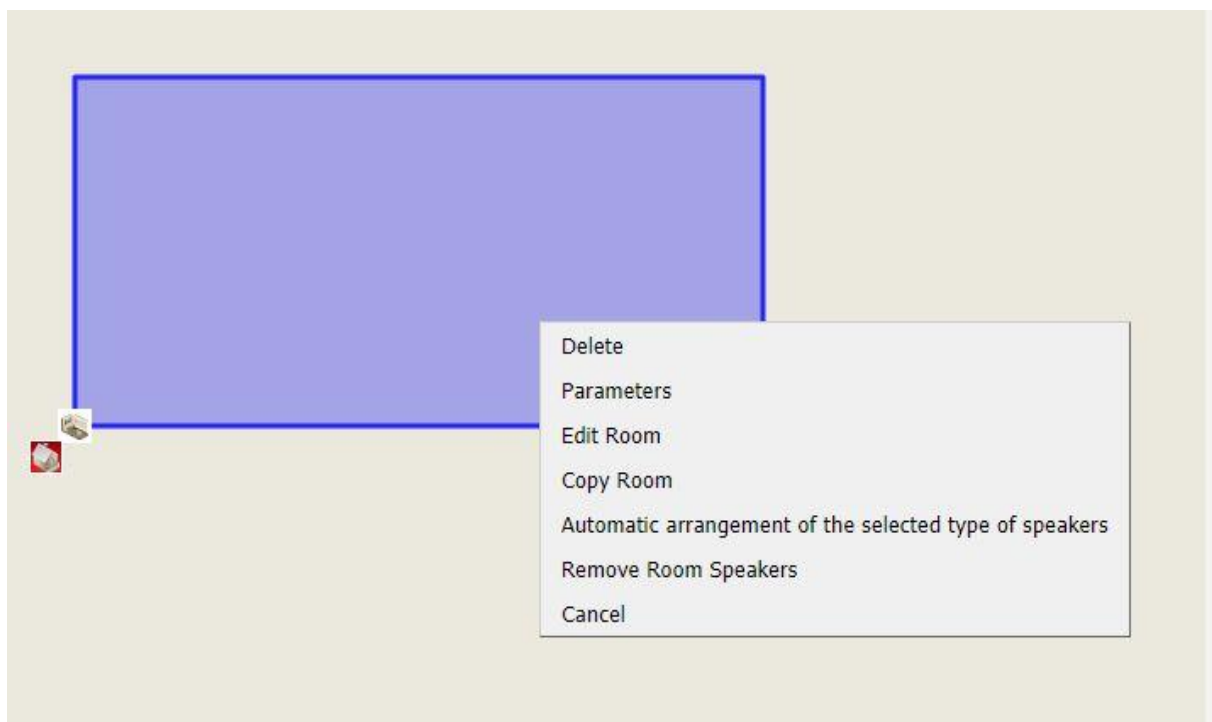 Delete
Parameters
Edit Room
Copy Room
Automatic arrangement of the selected type of speakers
Remove Room Speakers
Cancel